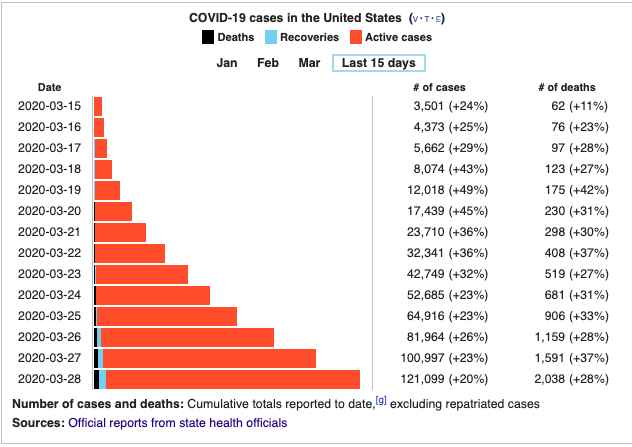 COVID-19 cases in the United States (V·T·E)
Deaths Recoveries Active cases
Jan Feb Mar Last 15 days
Date # of cases # of deaths
2020-03-15 3,501 (+24%) 62 (+11%)
2020-03-16 4,373 (+25%) 76 (+23%)
2020-03-17 5,662 (+29%) 97 (+28%)
2020-03-18 8,074 (+43%) 123 (+27%)
2020-03-19 12,018 (+49%) 175 (+42%)
2020-03-20 17,439 (+45%) 230 (+31%)
2020-03-21 23,710 (+36%) 298 (+30%)
2020-03-22 32,341 (+36%) 408 (+37%)
2020-03-23 42,749 (+32%) 519 (+27%)
2020-03-24 52,685 (+23%) 681 (+31%)
2020-03-25 64,916 (+23%) 906 (+33%)
2020-03-26 81,964 (+26%) 1,159 (+28%)
2020-03-27 100,997 (+23%) 1,591 (+37%)
2020-03-28 121,099 (+20%) 2,038 (+28%)
Number of cases and deaths: Cumulative totals reported to date,[g] excluding repatriated cases
Sources: Official reports from state health officials